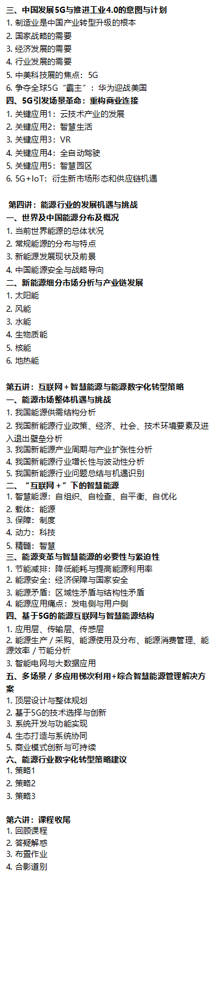 三、中国发展5G与推进工业4.0的意图与计划
1. 制造业是中国产业转型升级的根本
2. 国家战略的需要
3. 经济发展的需要
4. 行业发展的需要
5. 中美科技展的焦点：5G
6. 争夺全球5G“霸主”：华为迎战美国
四、5G引发场景革命：重构商业连接
1. 关键应用1：云技术产业的发展
2. 关键应用2：智慧生活
3. 关键应用3：VR
4. 关键应用4：全自动驾驶
5. 关键应用5：智慧园区
6. 5G+IoT：衍生新市场形态和供应链机遇
第四讲：能源行业的发展机遇与挑战
一、世界及中国能源分布及概况
1. 当前世界能源的总体状况
2. 常规能源的分布与特点
3. 新能源发展现状及前景
4. 中国能源安全与战略导向
二、新能源细分市场分析与产业链发展
1. 太阳能
2. 风能
3. 水能
4. 生物质能
5. 核能
6. 地热能
第五讲：互联网＋智慧能源与能源数字化转型策略
一、能源市场整体机遇与挑战
1. 我国能源供需结构分析
2. 我国新能源行业政策、经济、社会、技术环境要素及进
入退出壁垒分析
3. 我国新能源产业周期与产业扩张性分析
4. 我国新能源行业增长性与波动性分析
5. 我国新能源行业问题总结与机遇识别
二、“互联网＋”下的智慧能源
1. 智慧能源：自组织、自检查、自平衡、自优化
2. 载体：能源
3. 保障：制度
4. 动力：科技
5. 精髓：智慧
三、能源变革与智慧能源的必要性与紧迫性
1. 节能减排：降低能耗与提高能源利用率
2. 能源安全：经济保障与国家安全
3. 能源矛盾：区域性矛盾与结构性矛盾
4. 能源应用痛点：发电侧与用户侧
四、基于5G的能源互联网与智慧能源结构
1. 应用层、传输层、传感层
2. 能源生产／采购、能源使用及分布、能源消费管理、能
源效率／节能分析
3. 智能电网与大数据应用
五、多场景／多应用梯次利用+综合智慧能源管理解决方
案
1. 顶层设计与整体规划
2. 基于5G的技术选择与创新
3. 系统开发与功能实现
4. 生态打造与系统协同
5. 商业模式创新与可持续
六、能源行业数字化转型策略建议
1. 策略1
2. 策略2
3. 策略3
第六讲：课程收尾
1. 回顾课程
2. 答疑解惑
3. 布置作业
4. 合影道别